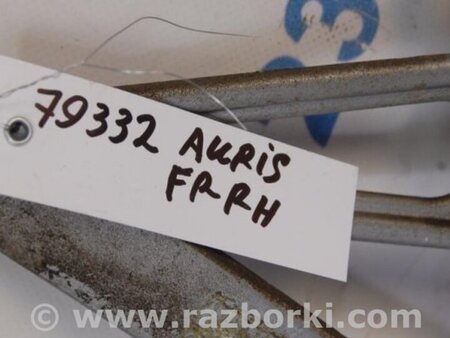 79332 AURIS
FR RH
© www.razborki.com